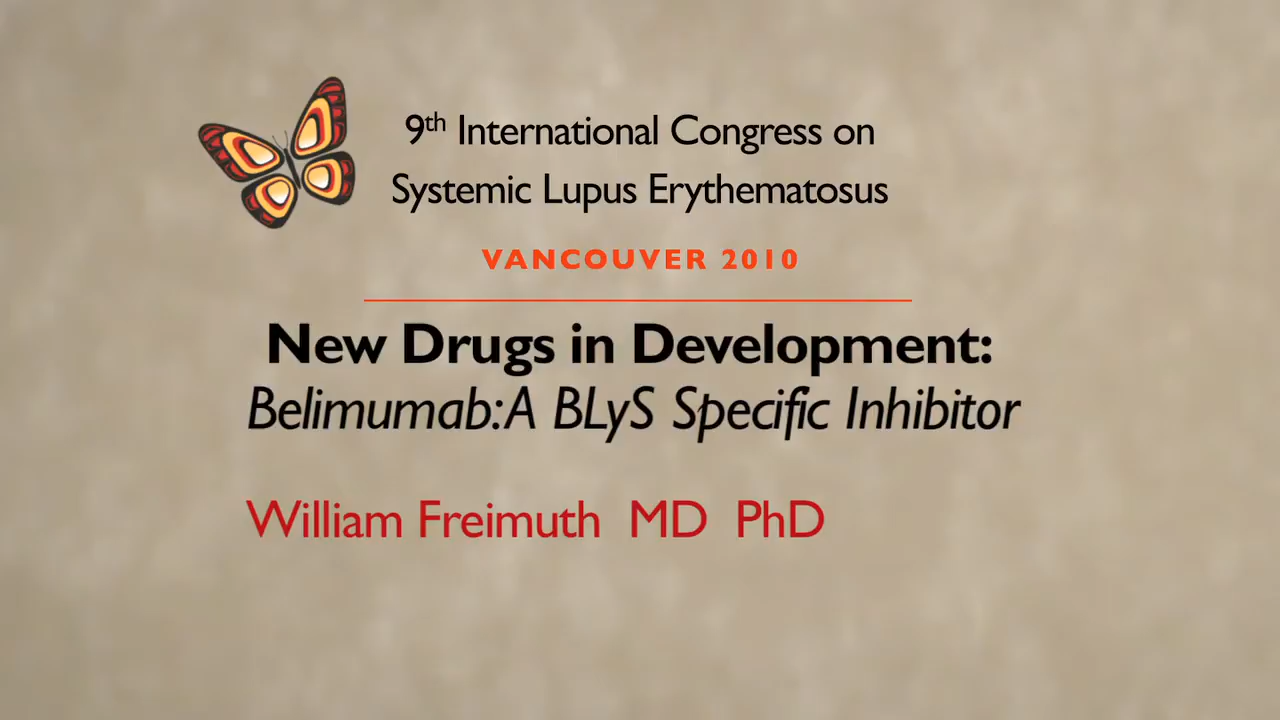 9th International Congress on
Systemic Lupus Erythematosus
VANCOUVER 2010
New Drugs in Development:
Belimumab:A BLyS Specific Inhibitor
William Freimuth MD PhD